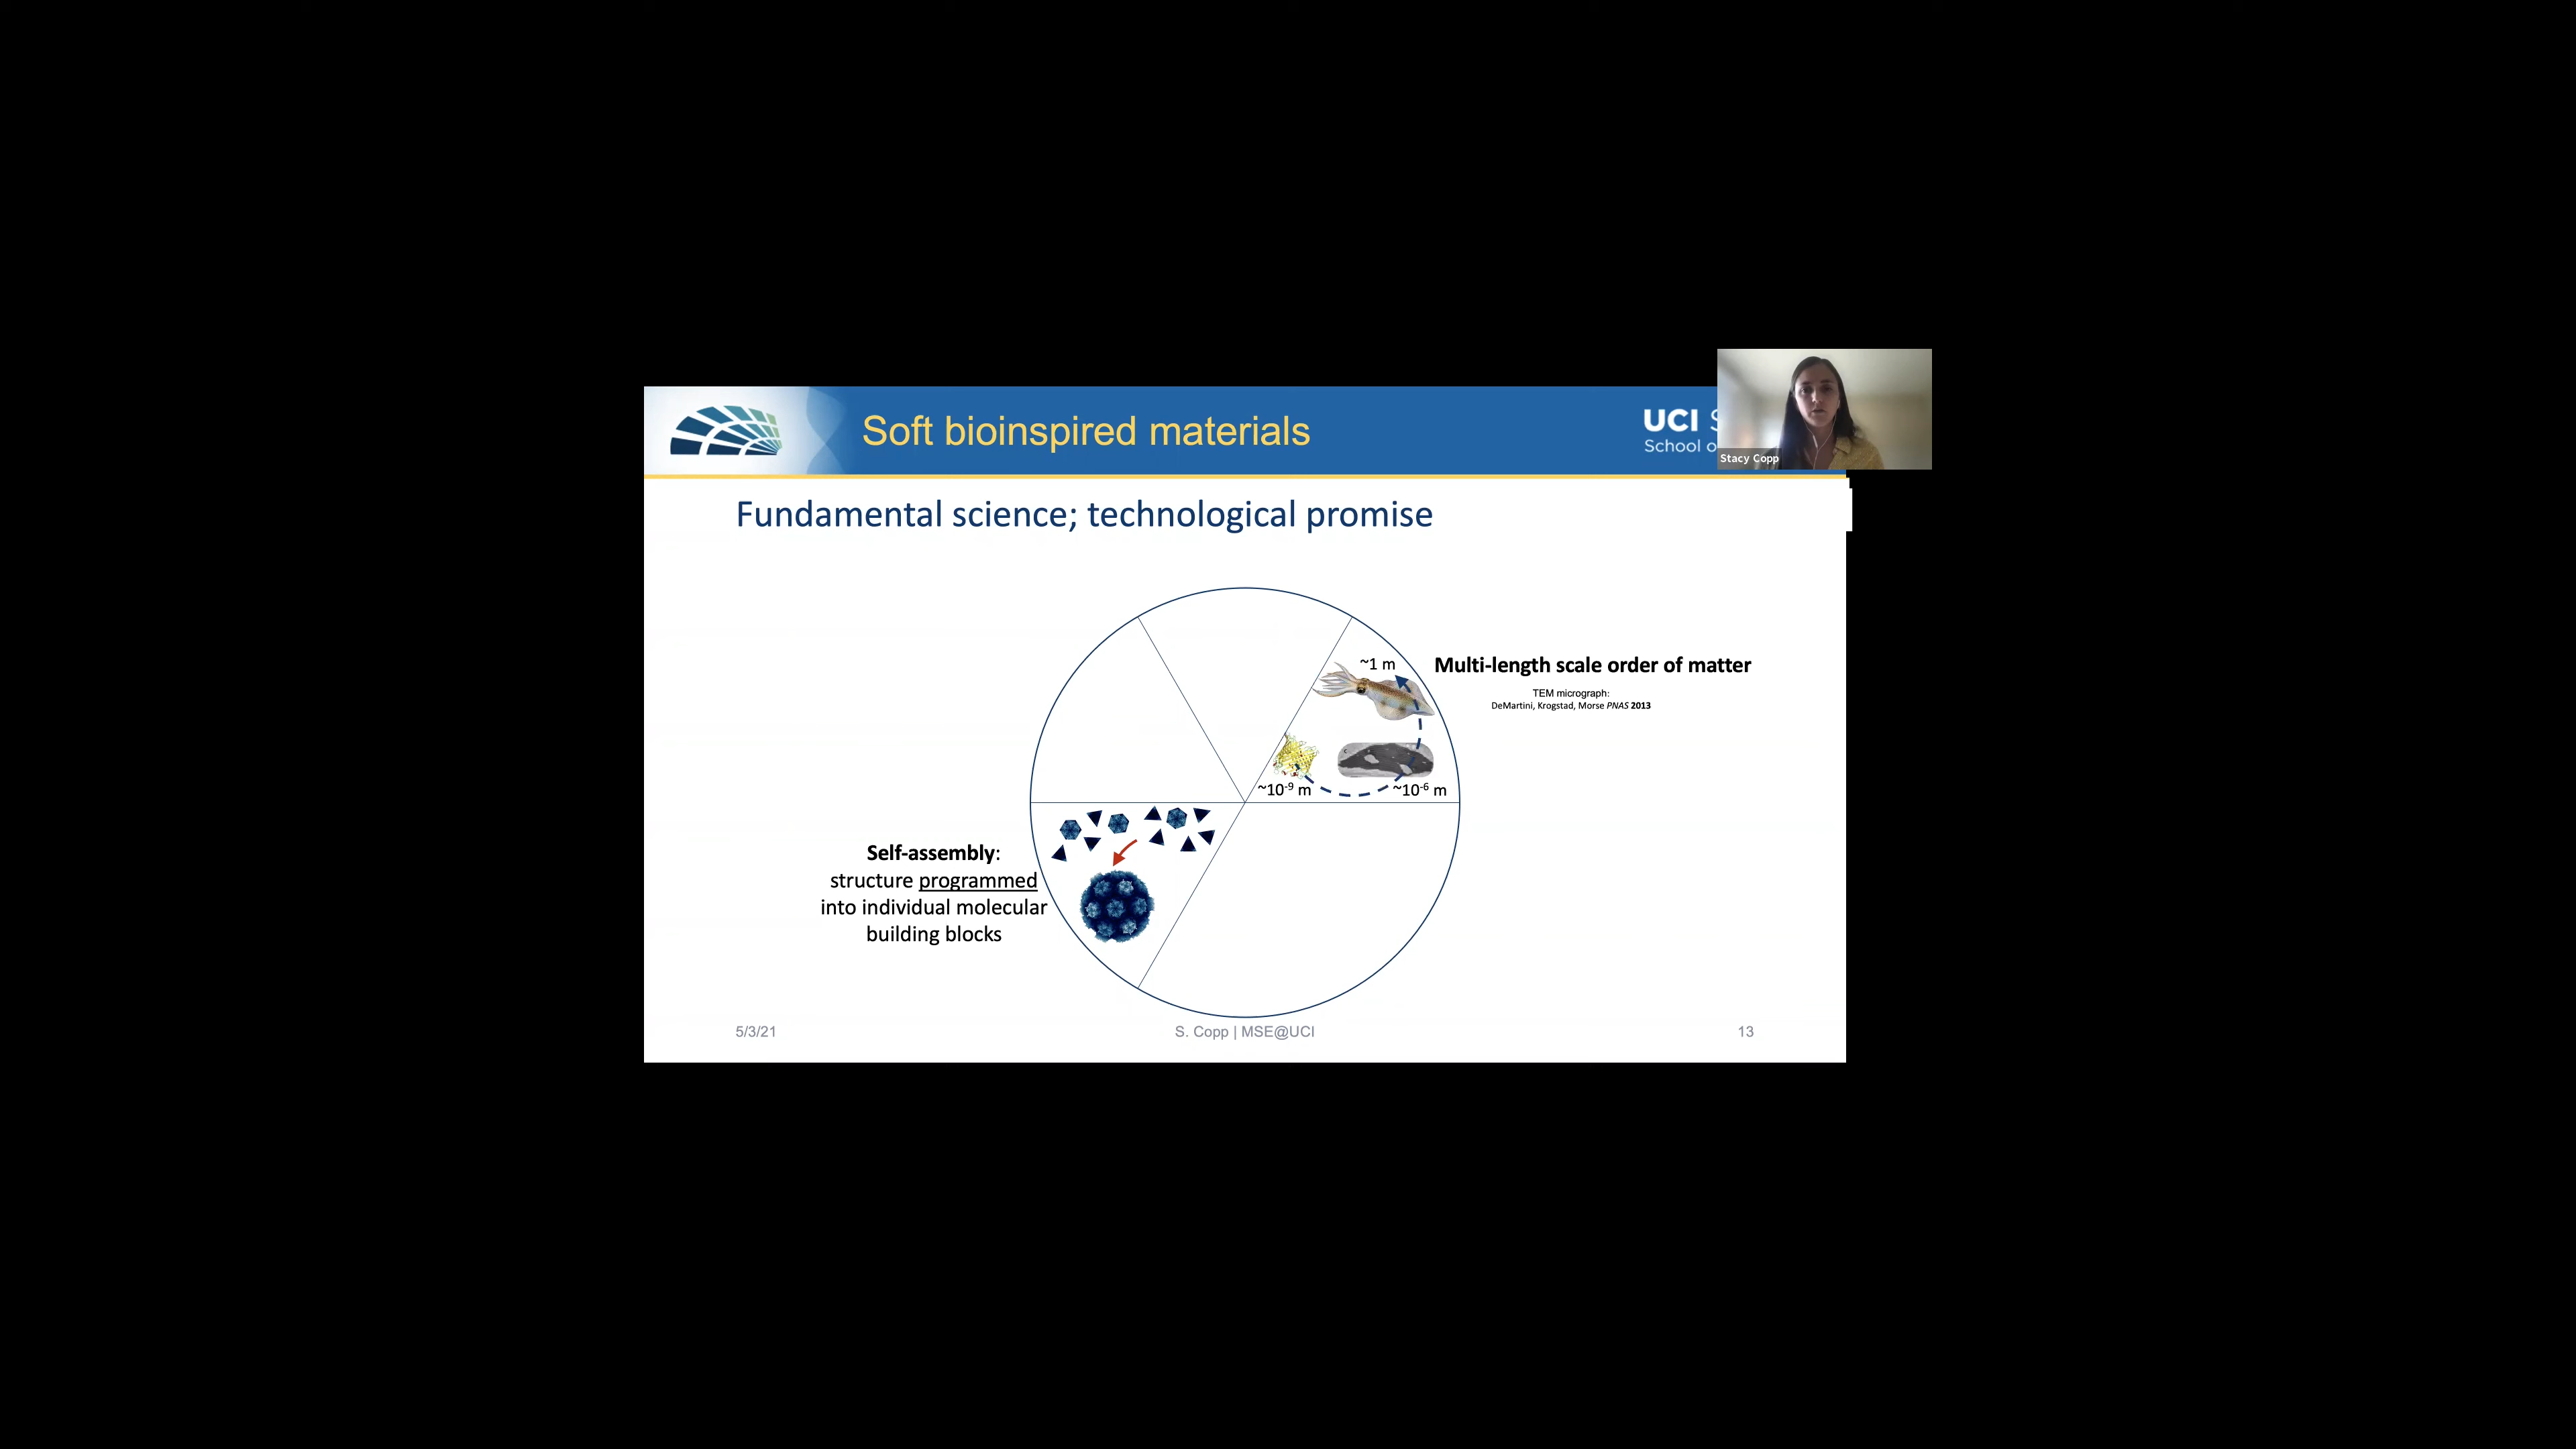 Soft bioinspired materials
UCI S
School o
Stacy Copp
Fundamental science; technological promise
~1 m
Multi-length scale order of matter
TEM micrograph:
DeMartini, Krogstad, Morse PNAS 2013
c
~10⁻⁹ m
~10⁻⁶ m
Self-assembly:
structure programmed
into individual molecular
building blocks
5/3/21
S. Copp | MSE@UCI
13